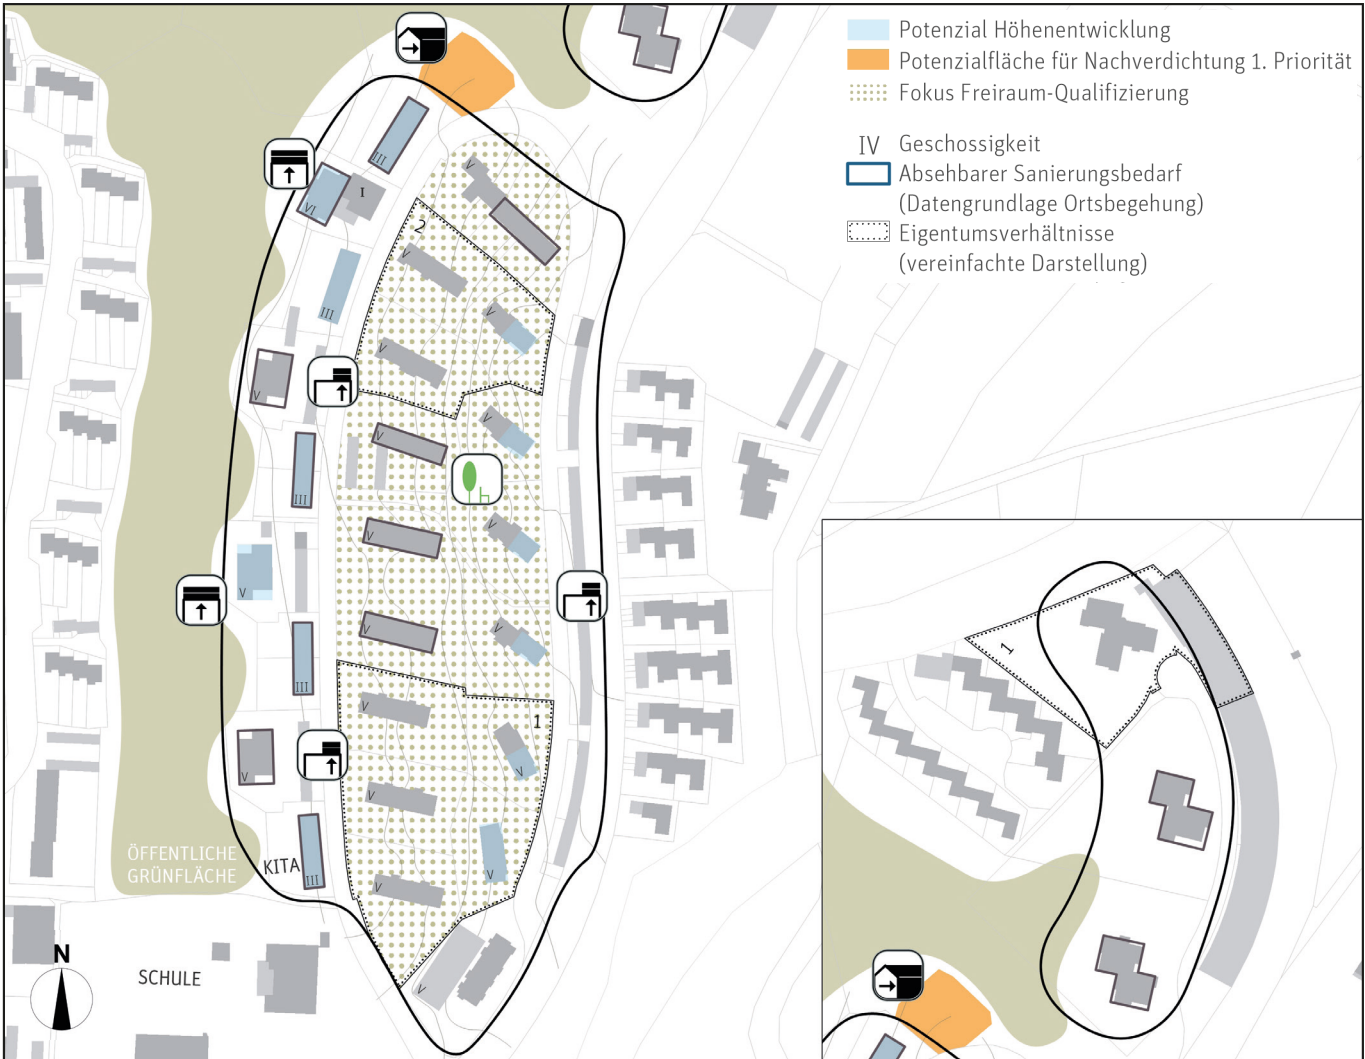 Potenzial Höhenentwicklung
Potenzialfläche für Nachverdichtung 1. Priorität
Fokus Freiraum-Qualifizierung
IV Geschossigkeit
Absehbarer Sanierungsbedarf
(Datengrundlage Ortsbegehung)
Eigentumsverhältnisse
(vereinfachte Darstellung)
III
V
VI
I
2
V
III
V
V
V
V
V
V
III
V
V
V
V
V
III
V
1
V
V
V
V
ÖFFENTLICHE
GRÜNFLÄCHE
KITA
III
V
V
V
N
SCHULE
1